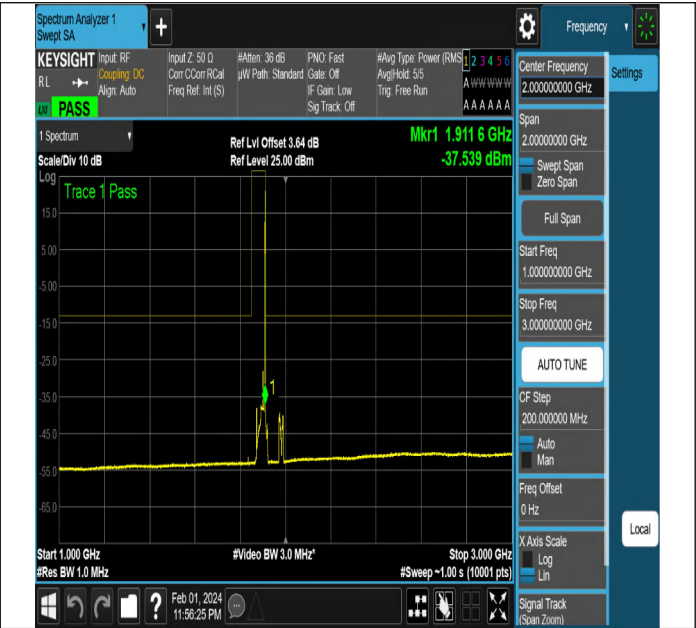 Spectrum Analyzer 1
Swept SA
Frequency
KEYSIGHT
RL
PASS
Input: RF
Coupling: DC
Align: Auto
Input Z: 50 Ω
Corr CCorr RCal
Freq Ref: Int (S)
#Atten: 36 dB
µW Path: Standard
PNO: Fast
Gate: Off
IF Gain: Low
Sig Track: Off
#Avg Type: Power (RMS
Avg|Hold: 5/5
Trig: Free Run
1 2 3 4 5 6
A W W W W W
A A A A A A
1 Spectrum
Scale/Div 10 dB
Ref Lvl Offset 3.64 dB
Ref Level 25.00 dBm
Mkr1 1.911 6 GHz
-37.539 dBm
Log
Trace 1 Pass
15.0
5.00
-5.00
-15.0
-25.0
-35.0
-45.0
-55.0
-65.0
1
Start 1.000 GHz
#Res BW 1.0 MHz
#Video BW 3.0 MHz*
Stop 3.000 GHz
#Sweep ~1.00 s (10001 pts)
Feb 01, 2024
11:56:25 PM
Center Frequency
2.000000000 GHz
Settings
Span
2.00000000 GHz
Swept Span
Zero Span
Full Span
Start Freq
1.000000000 GHz
Stop Freq
3.000000000 GHz
AUTO TUNE
CF Step
200.000000 MHz
Auto
Man
Freq Offset
0 Hz
X Axis Scale
Log
Lin
Local
Signal Track
(Span Zoom)